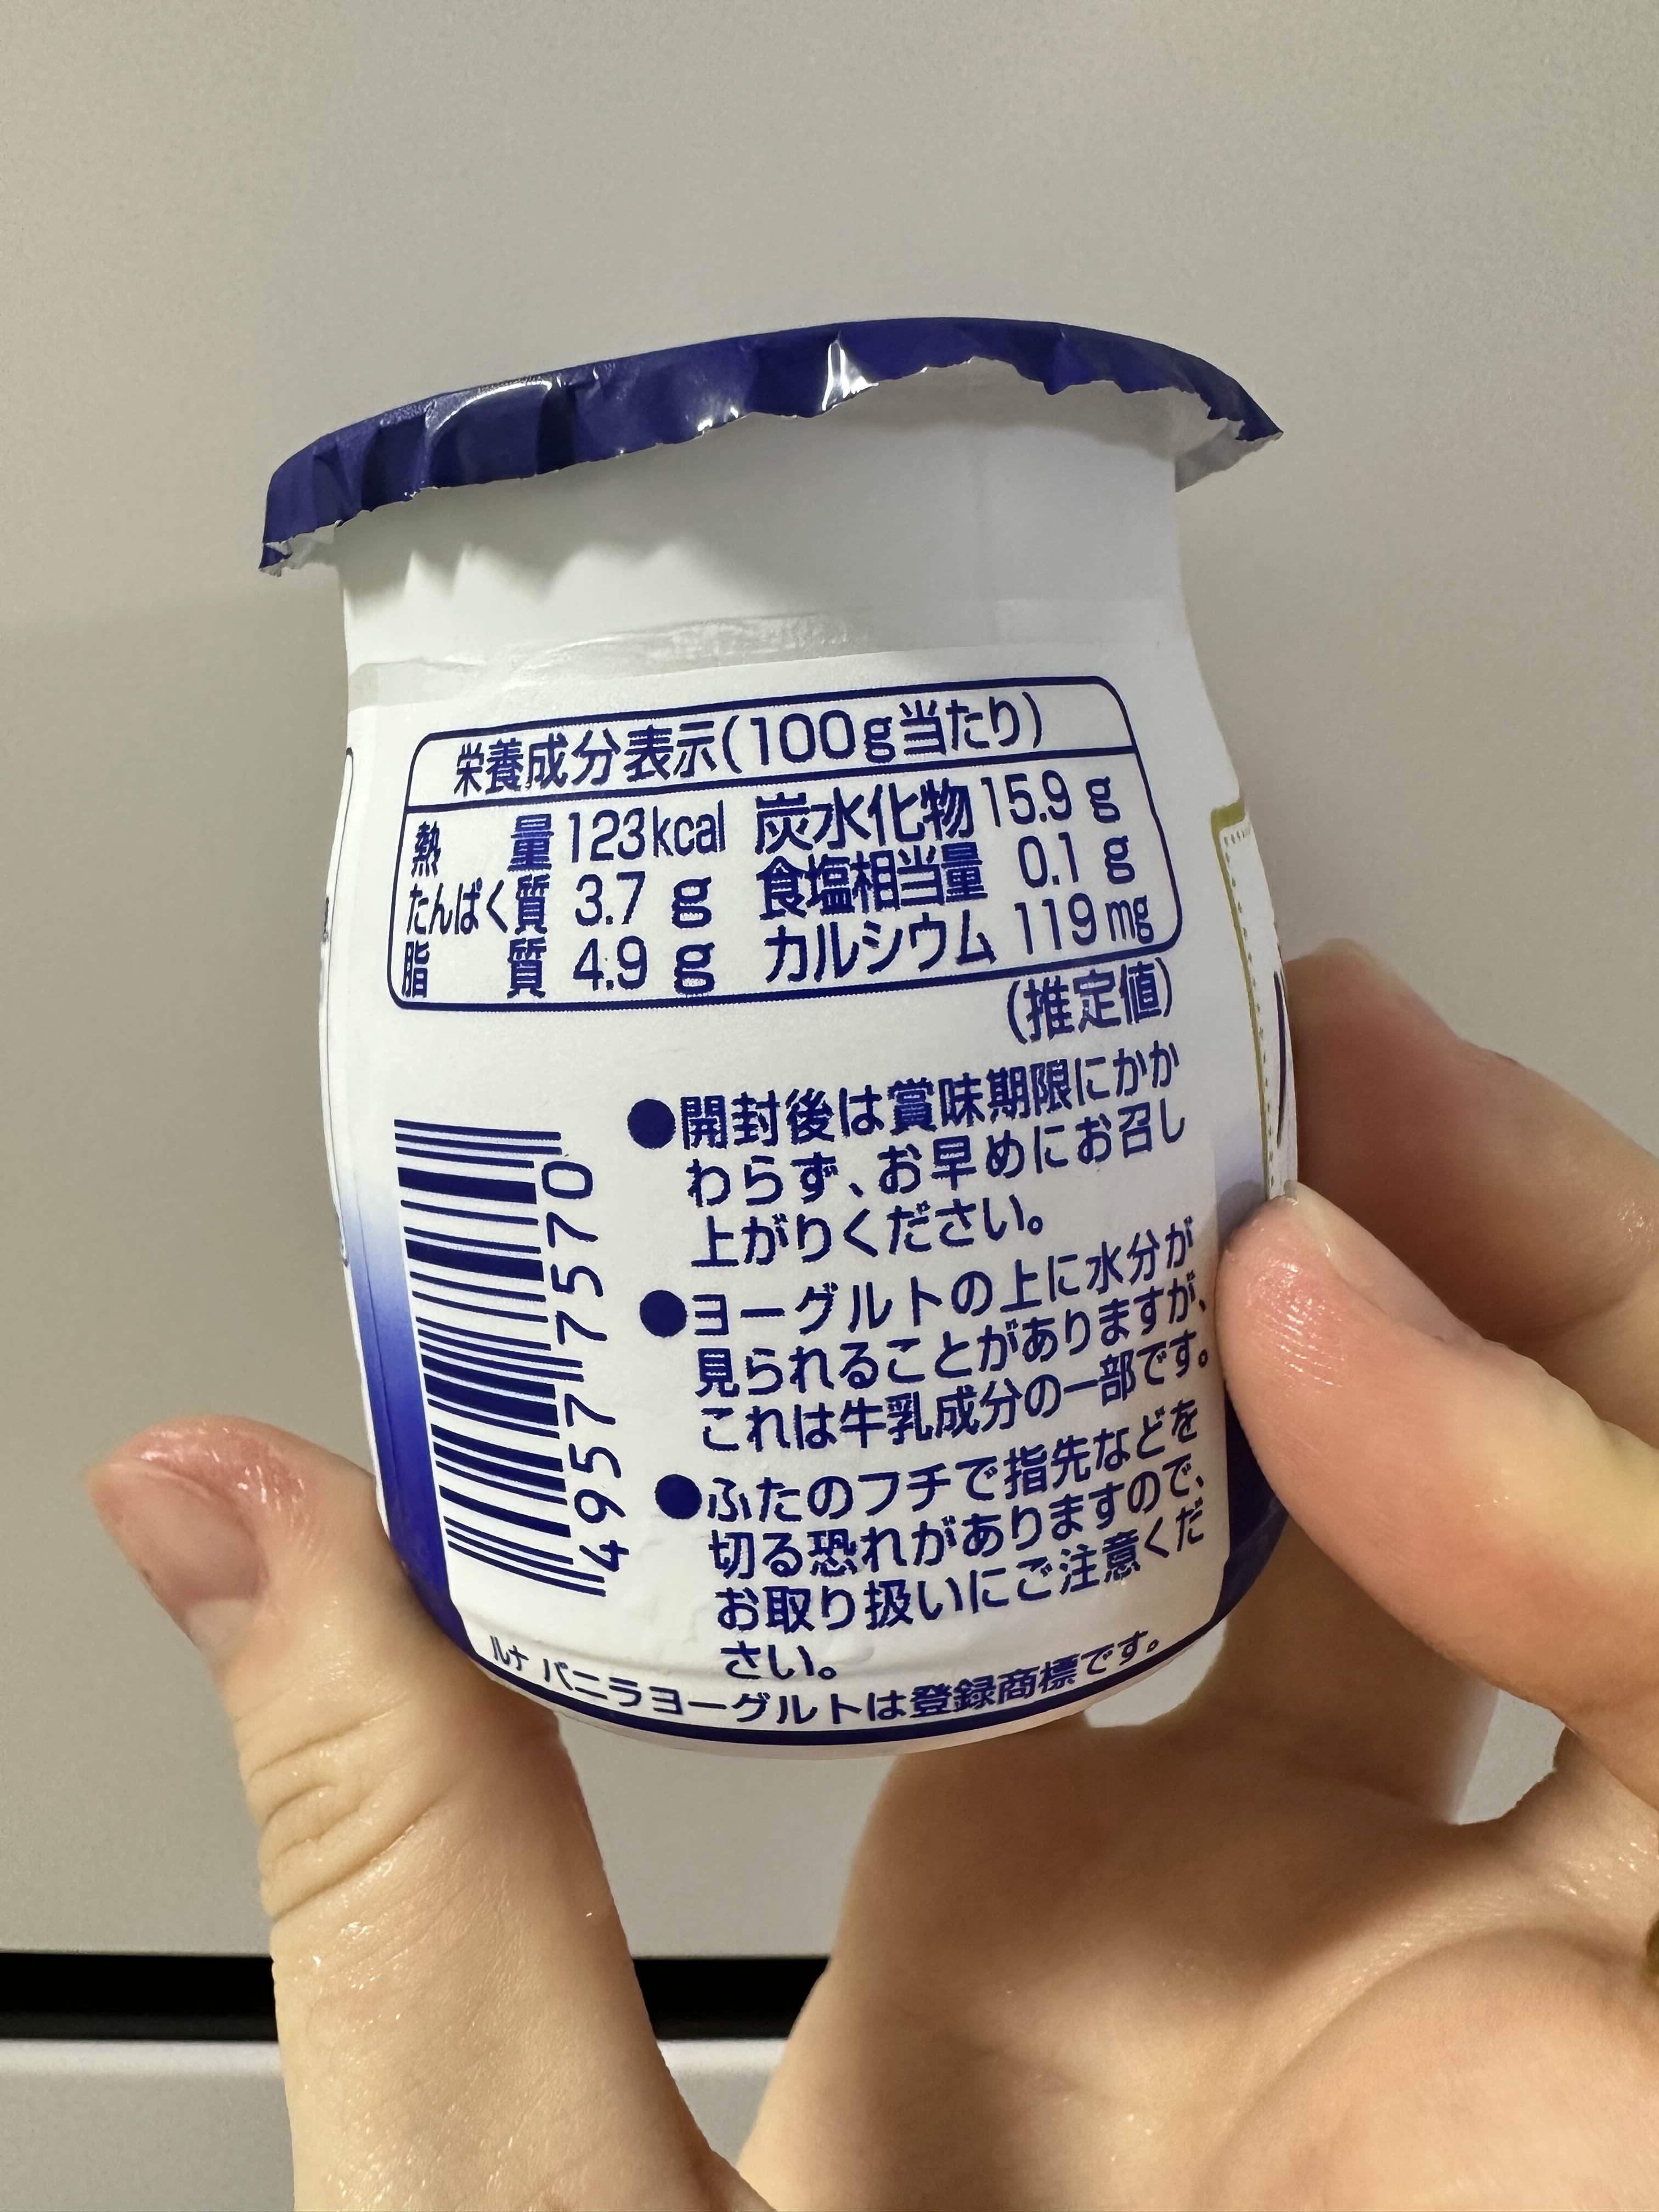 栄養成分表示(100g当たり)
熱量 123kcal 炭水化物 15.9 g
たんぱく質 3.7 g 食塩相当量 0.1 g
脂質 4.9 g カルシウム 119mg
(推定値)
●開封後は賞味期限にかか
わらず、お早めにお召し
上がりください。
●ヨーグルトの上に水分が
見られることがありますが、
これは牛乳成分の一部です。
●ふたのフチで指先などを
切る恐れがありますので、
お取り扱いにご注意くだ
さい。
4957 7570
ルナ バニラヨーグルトは登録商標です。